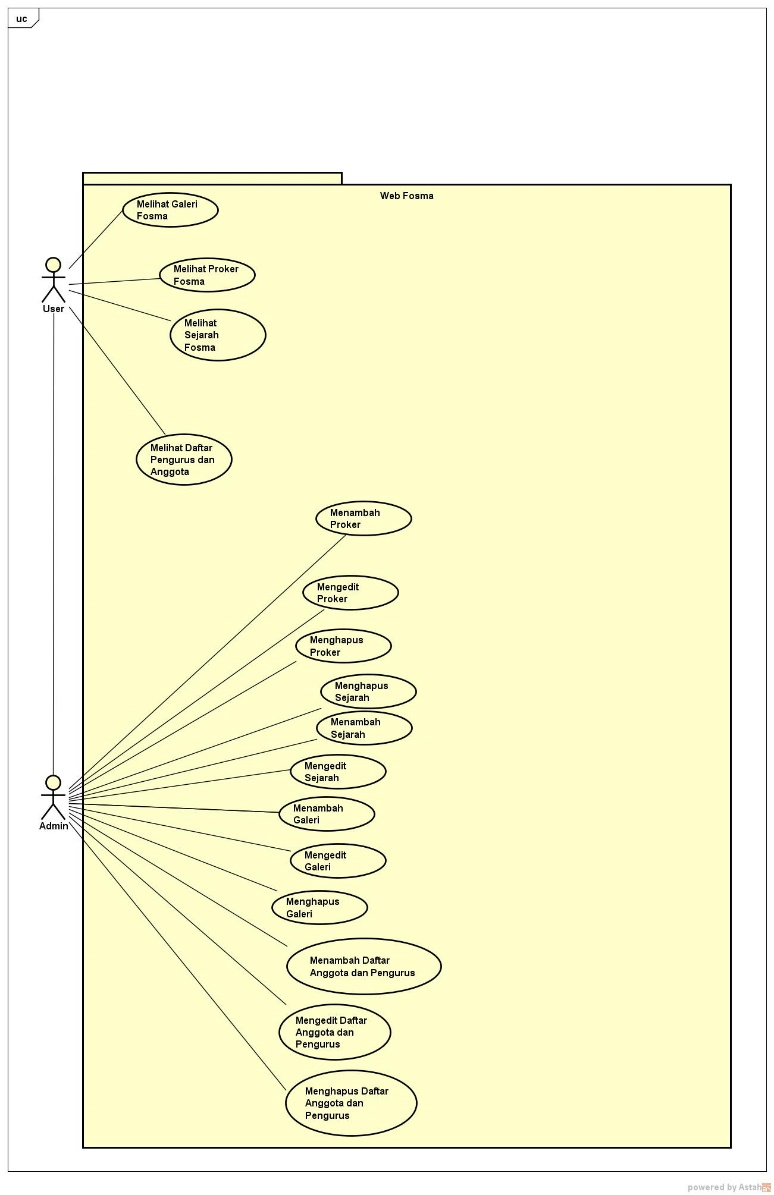 uc
Web Fosma
Melihat Galeri
Fosma
Melihat Proker
Fosma
User
Melihat
Sejarah
Fosma
Melihat Daftar
Pengurus dan
Anggota
Menambah
Proker
Mengedit
Proker
Menghapus
Proker
Menghapus
Sejarah
Menambah
Sejarah
Mengedit
Sejarah
Menambah
Galeri
Admin
Mengedit
Galeri
Menghapus
Galeri
Menambah Daftar
Anggota dan Pengurus
Mengedit Daftar
Anggota dan
Pengurus
Menghapus Daftar
Anggota dan
Pengurus
powered by Astah